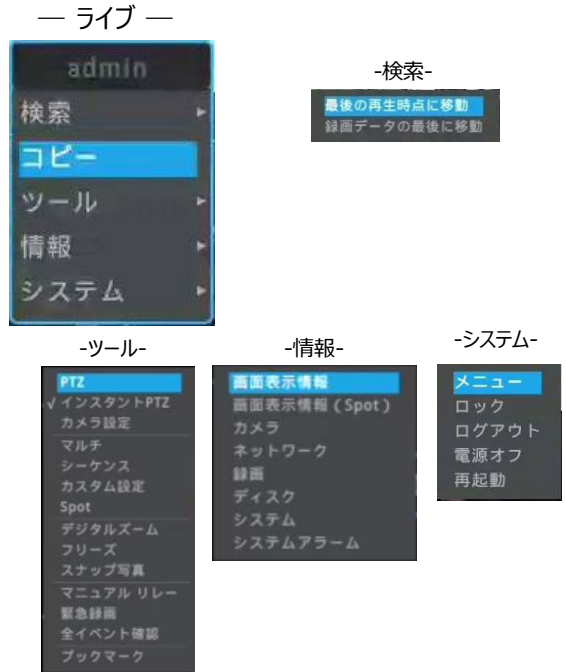 — ライブ —
admin
検索
コピー
ツール
情報
システム
-検索-
最後の再生時点に移動
録画データの最後に移動
-ツール-
PTZ
√ インスタントPTZ
カメラ設定
マルチ
シーケンス
カスタム設定
Spot
デジタルズーム
フリーズ
スナップ写真
マニュアル リレー
緊急録画
全イベント確認
ブックマーク
-情報-
画面表示情報
画面表示情報 ( Spot )
カメラ
ネットワーク
録画
ディスク
システム
システムアラーム
-システム-
メニュー
ロック
ログアウト
電源オフ
再起動